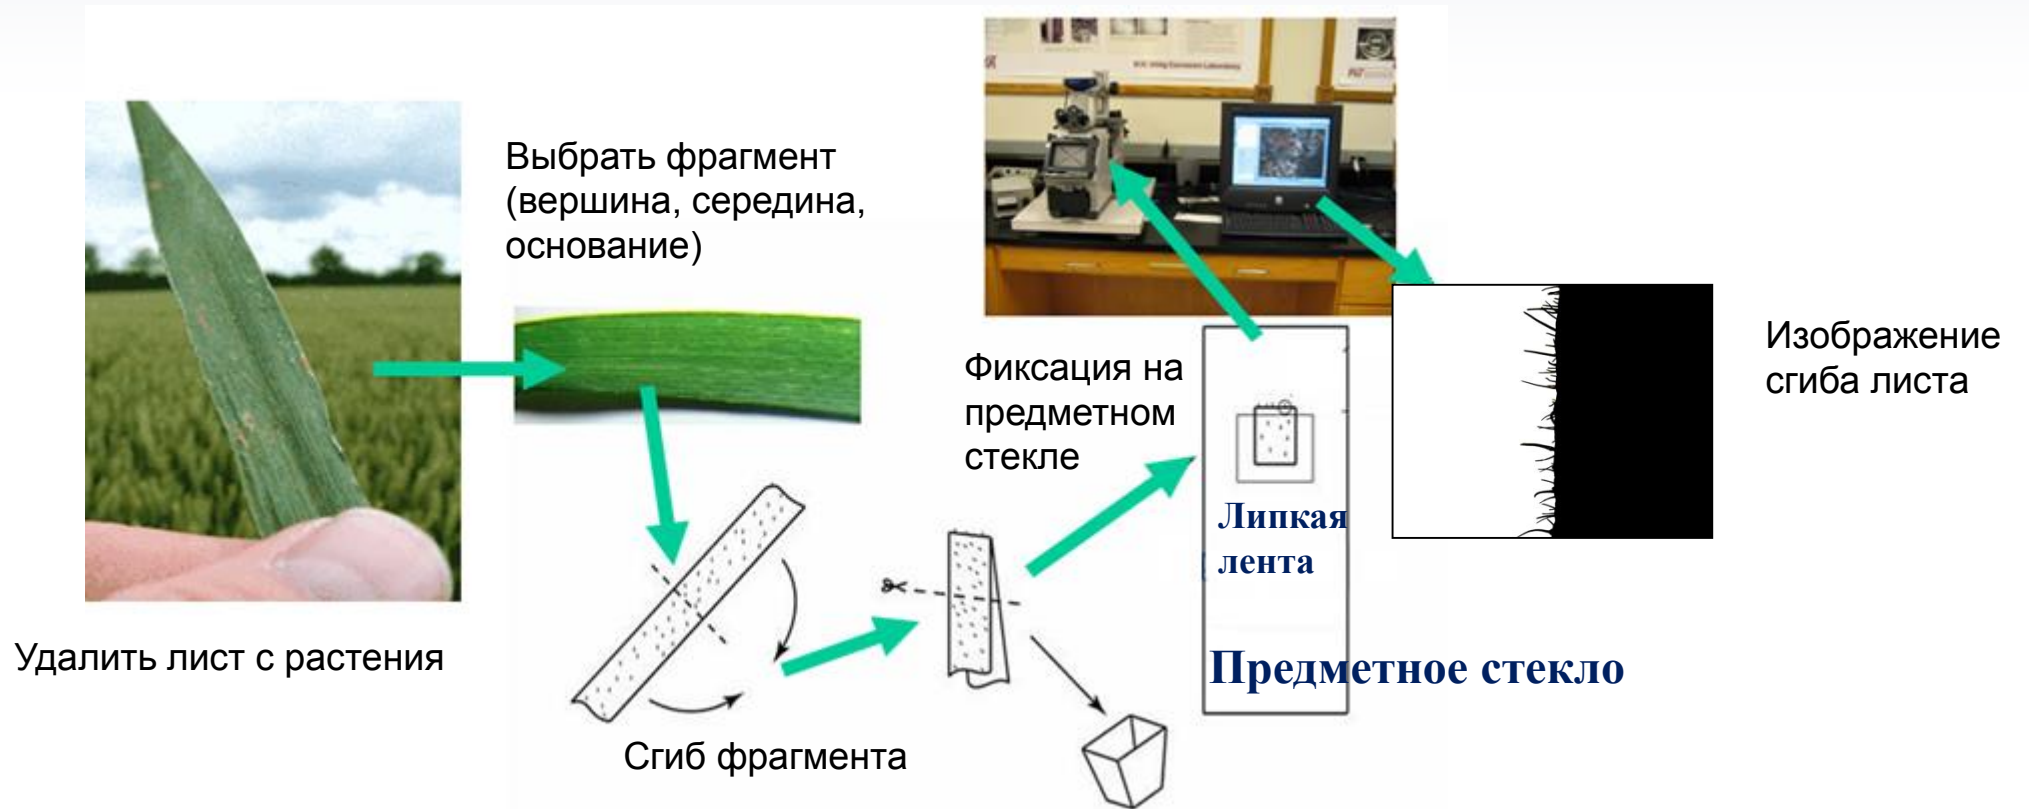 Выбрать фрагмент
(вершина, середина,
основание)
Удалить лист с растения
Сгиб фрагмента
Фиксация на
предметном
стекле
Липкая
лента
Предметное стекло
Изображение
сгиба листа